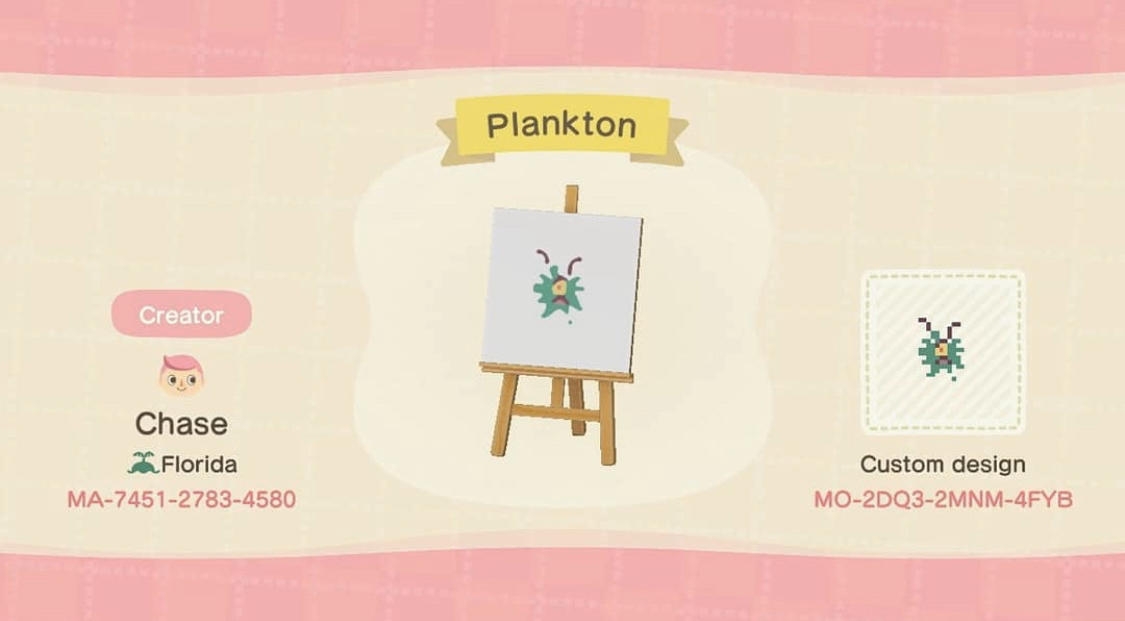 Plankton
Creator
Chase
Florida
MA-7451-2783-4580
Custom design
MO-2DQ3-2MNM-4FYB